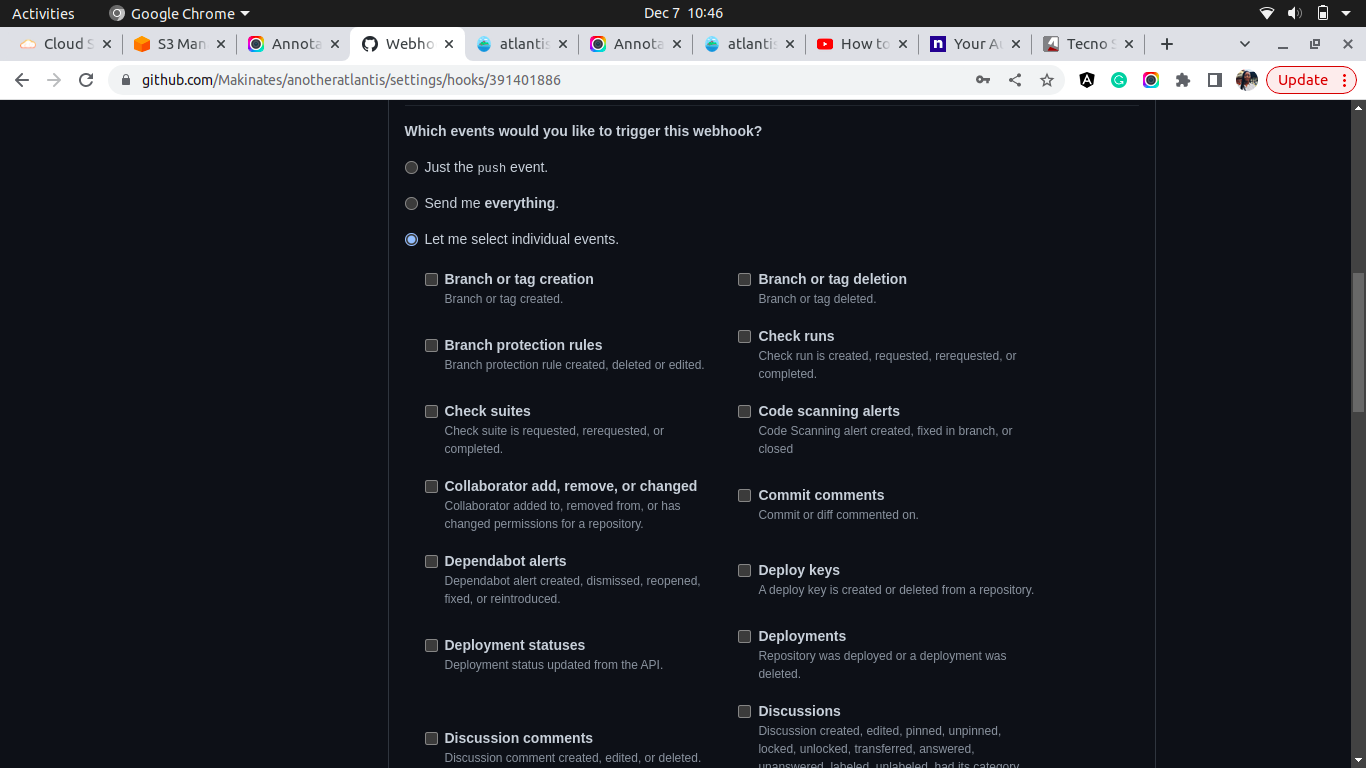 Activities
Google Chrome
Dec 7 10:46
Cloud S
S3 Man
Annota
Webho
atlantis
Annota
atlantis
How to
Your Au
Tecno S
github.com/Makinates/anotheratlantis/settings/hooks/391401886
Update
Which events would you like to trigger this webhook?
Just the push event.
Send me everything.
Let me select individual events.
Branch or tag creation
Branch or tag created.
Branch or tag deletion
Branch or tag deleted.
Branch protection rules
Branch protection rule created, deleted or edited.
Check runs
Check run is created, requested, rerequested, or
completed.
Check suites
Check suite is requested, rerequested, or
completed.
Code scanning alerts
Code Scanning alert created, fixed in branch, or
closed
Collaborator add, remove, or changed
Collaborator added to, removed from, or has
changed permissions for a repository.
Commit comments
Commit or diff commented on.
Dependabot alerts
Dependabot alert created, dismissed, reopened,
fixed, or reintroduced.
Deploy keys
A deploy key is created or deleted from a repository.
Deployment statuses
Deployment status updated from the API.
Deployments
Repository was deployed or a deployment was
deleted.
Discussion comments
Discussion comment created, edited, or deleted.
Discussions
Discussion created, edited, pinned, unpinned,
locked, unlocked, transferred, answered,
unanswered, labeled, unlabeled, had its category